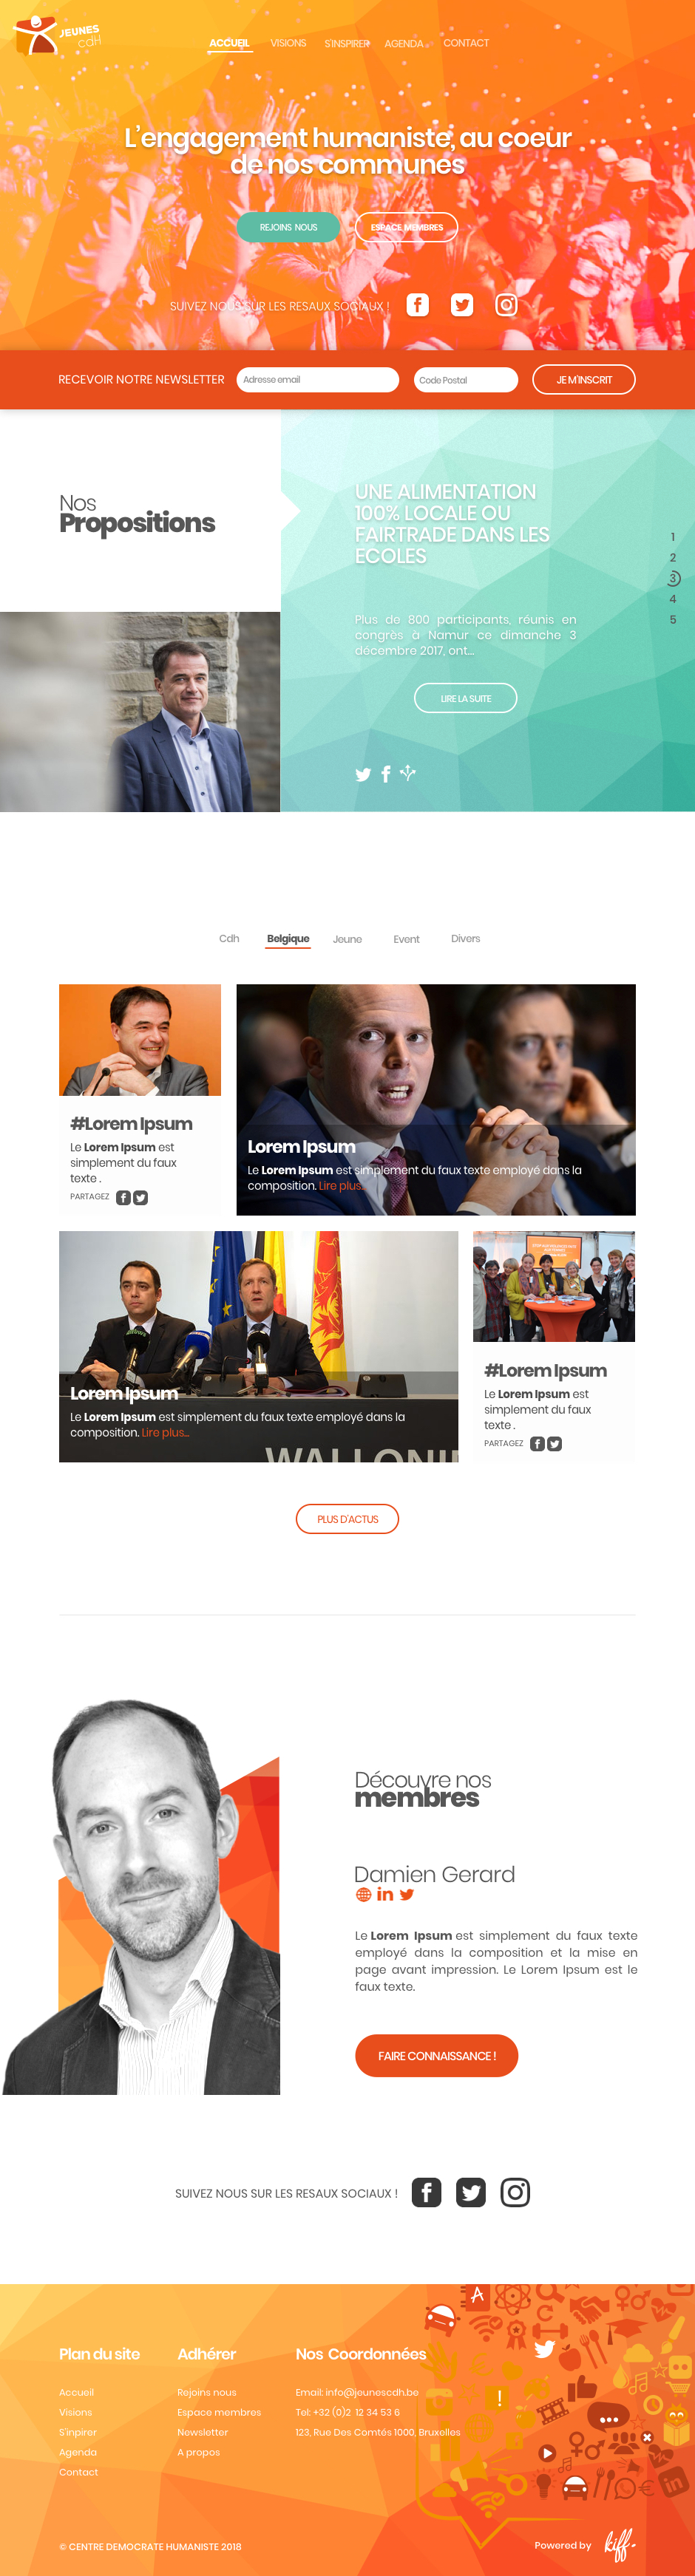 JEUNES
cdH
ACCUEIL VISIONS S'INSPIRER AGENDA CONTACT
L'engagement humaniste, au coeur
de nos communes
REJOINS NOUS ESPACE MEMBRES
SUIVEZ NOUS SUR LES RESAUX SOCIAUX !
RECEVOIR NOTRE NEWSLETTER Adresse email Code Postal JE M'INSCRIT
Nos
Propositions
UNE ALIMENTATION
100% LOCALE OU
FAIRTRADE DANS LES
ECOLES
Plus de 800 participants, réunis en
congrès à Namur ce dimanche 3
décembre 2017, ont...
LIRE LA SUITE
1
2
3
4
5
Cdh Belgique Jeune Event Divers
#Lorem Ipsum
Le Lorem Ipsum est
simplement du faux
texte .
PARTAGEZ
Lorem Ipsum
Le Lorem Ipsum est simplement du faux texte employé dans la
composition. Lire plus...
Lorem Ipsum
Le Lorem Ipsum est simplement du faux texte employé dans la
composition. Lire plus...
WALLONIE
#Lorem Ipsum
Le Lorem Ipsum est
simplement du faux
texte .
PARTAGEZ
PLUS D'ACTUS
Découvre nos
membres
Damien Gerard
Le Lorem Ipsum est simplement du faux texte
employé dans la composition et la mise en
page avant impression. Le Lorem Ipsum est le
faux texte.
FAIRE CONNAISSANCE !
SUIVEZ NOUS SUR LES RESAUX SOCIAUX !
Plan du site
Accueil
Visions
S'inpirer
Agenda
Contact
Adhérer
Rejoins nous
Espace membres
Newsletter
A propos
Nos Coordonnées
Email: info@jeunescdh.be
Tel: +32 (0)2 12 34 53 6
123, Rue Des Comtés 1000, Bruxelles
© CENTRE DEMOCRATE HUMANISTE 2018
Powered by kiff